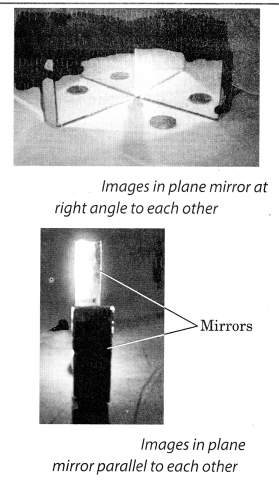 Images in plane mirror at
right angle to each other
Mirrors
Images in plane
mirror parallel to each other